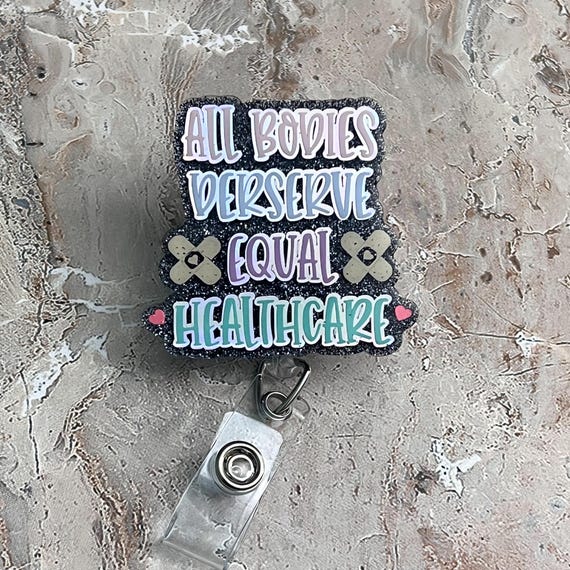 ALL BODIES
DERSERVE
EQUAL
HEALTHCARE